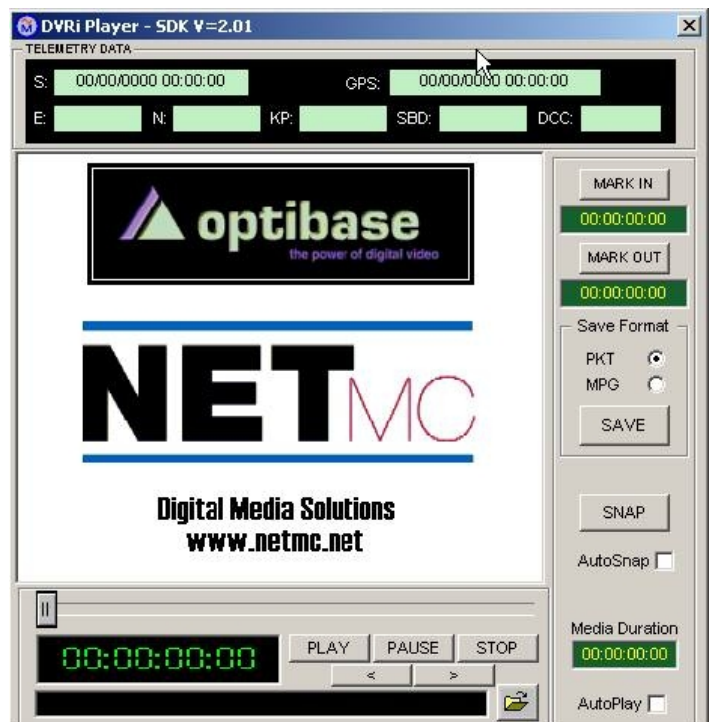 DVRi Player - SDK V=2.01
TELEMETRY DATA
S: 00/00/0000 00:00:00 GPS: 00/00/0000 00:00:00
E: N: KP: SBD: DCC:
optibase
the power of digital video
NETMC
Digital Media Solutions
www.netmc.net
MARK IN
00:00:00:00
MARK OUT
00:00:00:00
Save Format
PKT
MPG
SAVE
SNAP
AutoSnap
Media Duration
00:00:00:00
AutoPlay
00:00:00:00
PLAY PAUSE STOP
< >